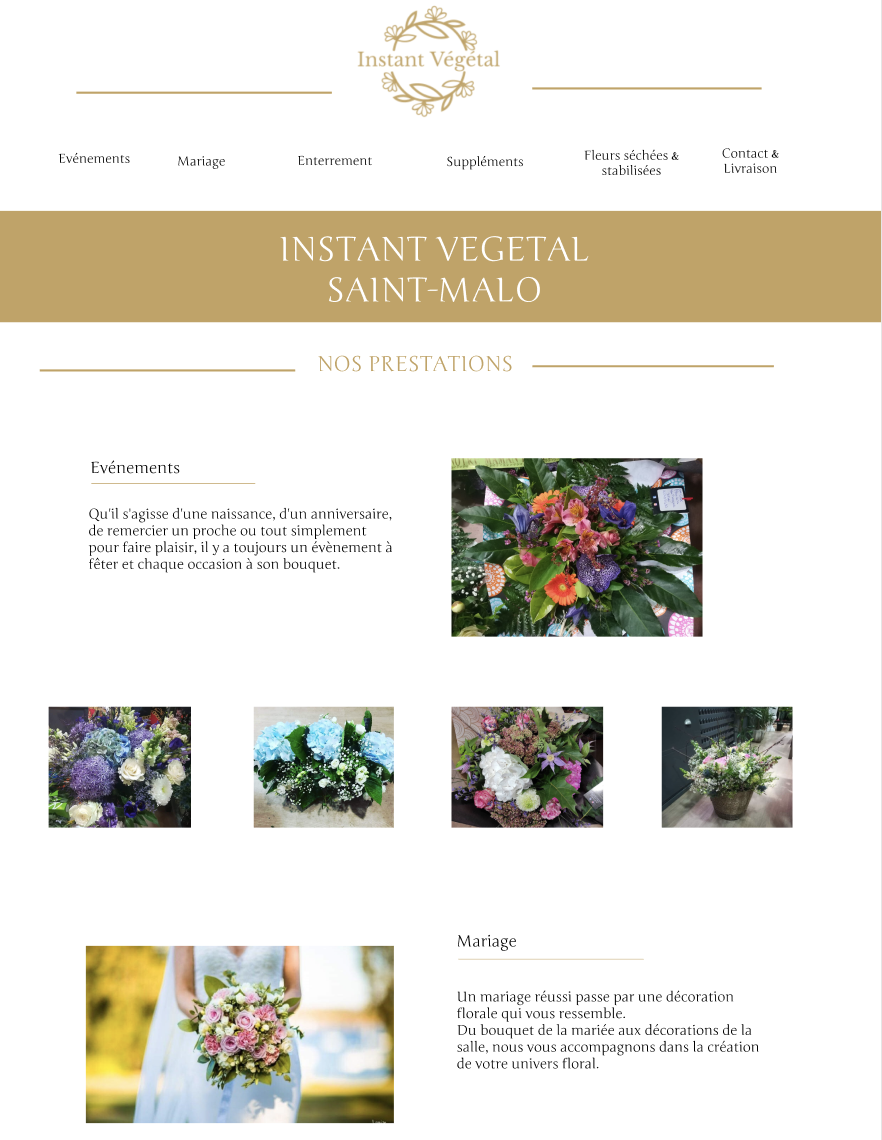 Instant Végétal
Evénements
Mariage
Enterrement
Suppléments
Fleurs séchées &
stabilisées
Contact &
Livraison
INSTANT VEGETAL
SAINT-MALO
NOS PRESTATIONS
Evénements
Qu'il s'agisse d'une naissance, d'un anniversaire,
de remercier un proche ou tout simplement
pour faire plaisir, il y a toujours un évènement à
fêter et chaque occasion à son bouquet.
Mariage
Un mariage réussi passe par une décoration
florale qui vous ressemble.
Du bouquet de la mariée aux décorations de la
salle, nous vous accompagnons dans la création
de votre univers floral.